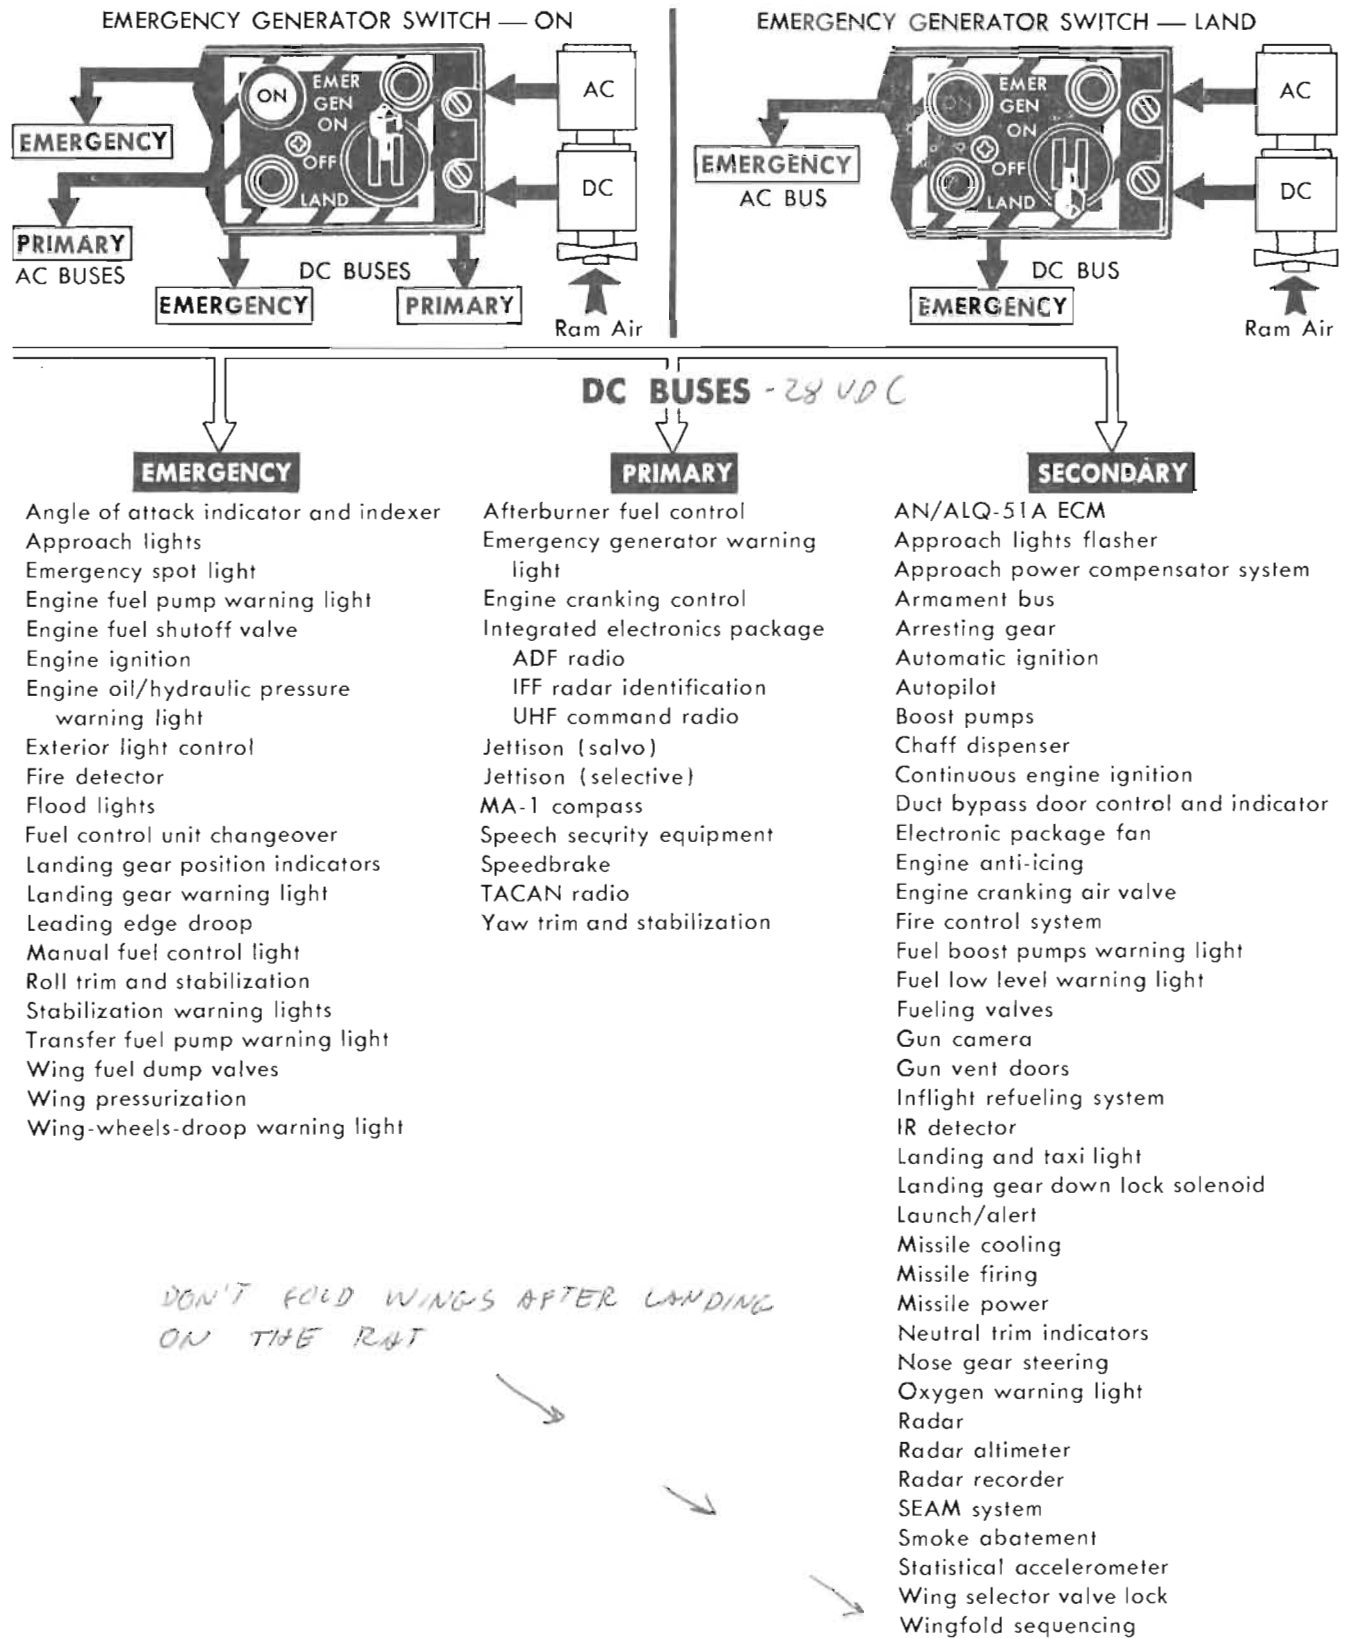 EMERGENCY GENERATOR SWITCH — ON
ON
EMER
GEN
ON
OFF
LAND
AC
DC
EMERGENCY
PRIMARY
AC BUSES
DC BUSES
EMERGENCY
PRIMARY
Ram Air
EMERGENCY GENERATOR SWITCH — LAND
ON
EMER
GEN
ON
OFF
LAND
AC
DC
EMERGENCY
AC BUS
DC BUS
EMERGENCY
Ram Air
DC BUSES - 28 VDC
EMERGENCY
Angle of attack indicator and indexer
Approach lights
Emergency spot light
Engine fuel pump warning light
Engine fuel shutoff valve
Engine ignition
Engine oil/hydraulic pressure
warning light
Exterior light control
Fire detector
Flood lights
Fuel control unit changeover
Landing gear position indicators
Landing gear warning light
Leading edge droop
Manual fuel control light
Roll trim and stabilization
Stabilization warning lights
Transfer fuel pump warning light
Wing fuel dump valves
Wing pressurization
Wing-wheels-droop warning light
PRIMARY
Afterburner fuel control
Emergency generator warning
light
Engine cranking control
Integrated electronics package
ADF radio
IFF radar identification
UHF command radio
Jettison (salvo)
Jettison (selective)
MA-1 compass
Speech security equipment
Speedbrake
TACAN radio
Yaw trim and stabilization
SECONDARY
AN/ALQ-51A ECM
Approach lights flasher
Approach power compensator system
Armament bus
Arresting gear
Automatic ignition
Autopilot
Boost pumps
Chaff dispenser
Continuous engine ignition
Duct bypass door control and indicator
Electronic package fan
Engine anti-icing
Engine cranking air valve
Fire control system
Fuel boost pumps warning light
Fuel low level warning light
Fueling valves
Gun camera
Gun vent doors
Inflight refueling system
IR detector
Landing and taxi light
Landing gear down lock solenoid
Launch/alert
Missile cooling
Missile firing
Missile power
Neutral trim indicators
Nose gear steering
Oxygen warning light
Radar
Radar altimeter
Radar recorder
SEAM system
Smoke abatement
Statistical accelerometer
Wing selector valve lock
Wingfold sequencing
DON'T FOLD WINGS AFTER LANDING
ON THE RAT